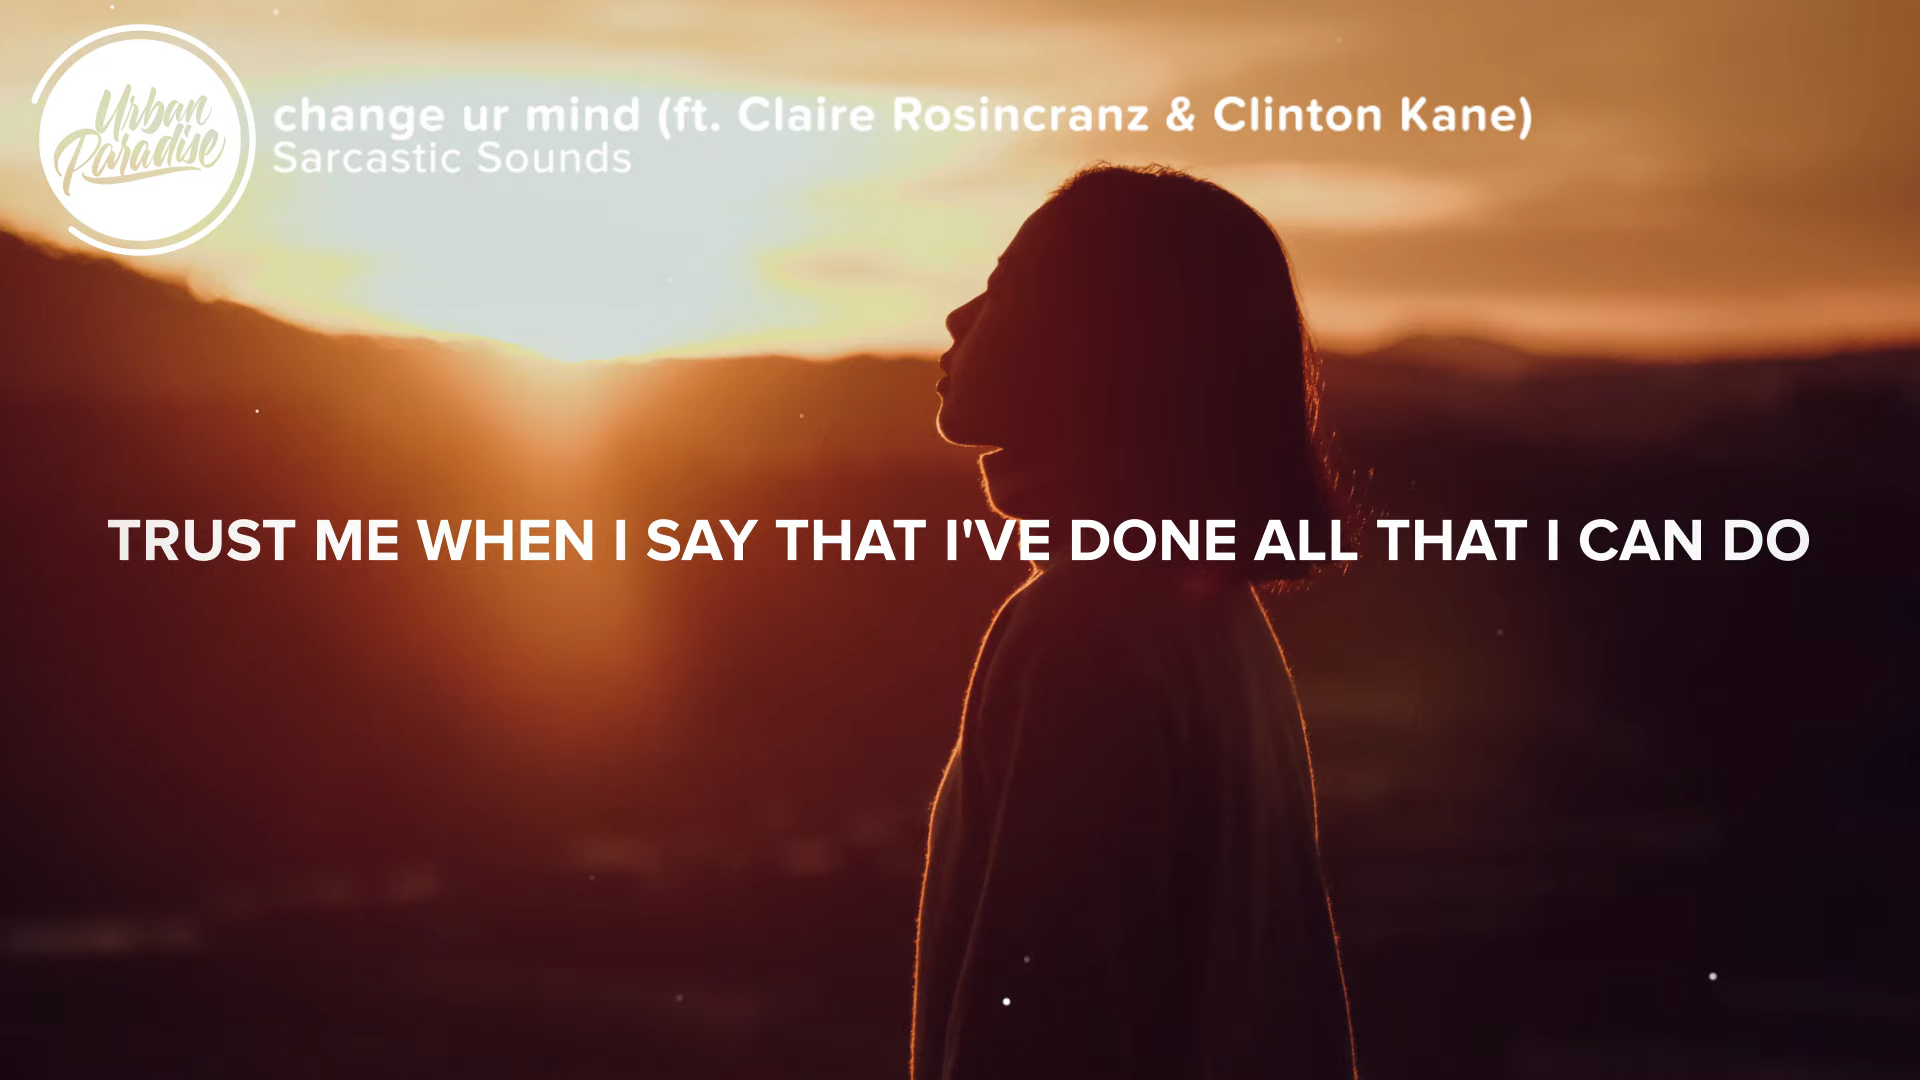 Urban
Paradise
change ur mind (ft. Claire Rosincranz & Clinton Kane)
Sarcastic Sounds
TRUST ME WHEN I SAY THAT I'VE DONE ALL THAT I CAN DO